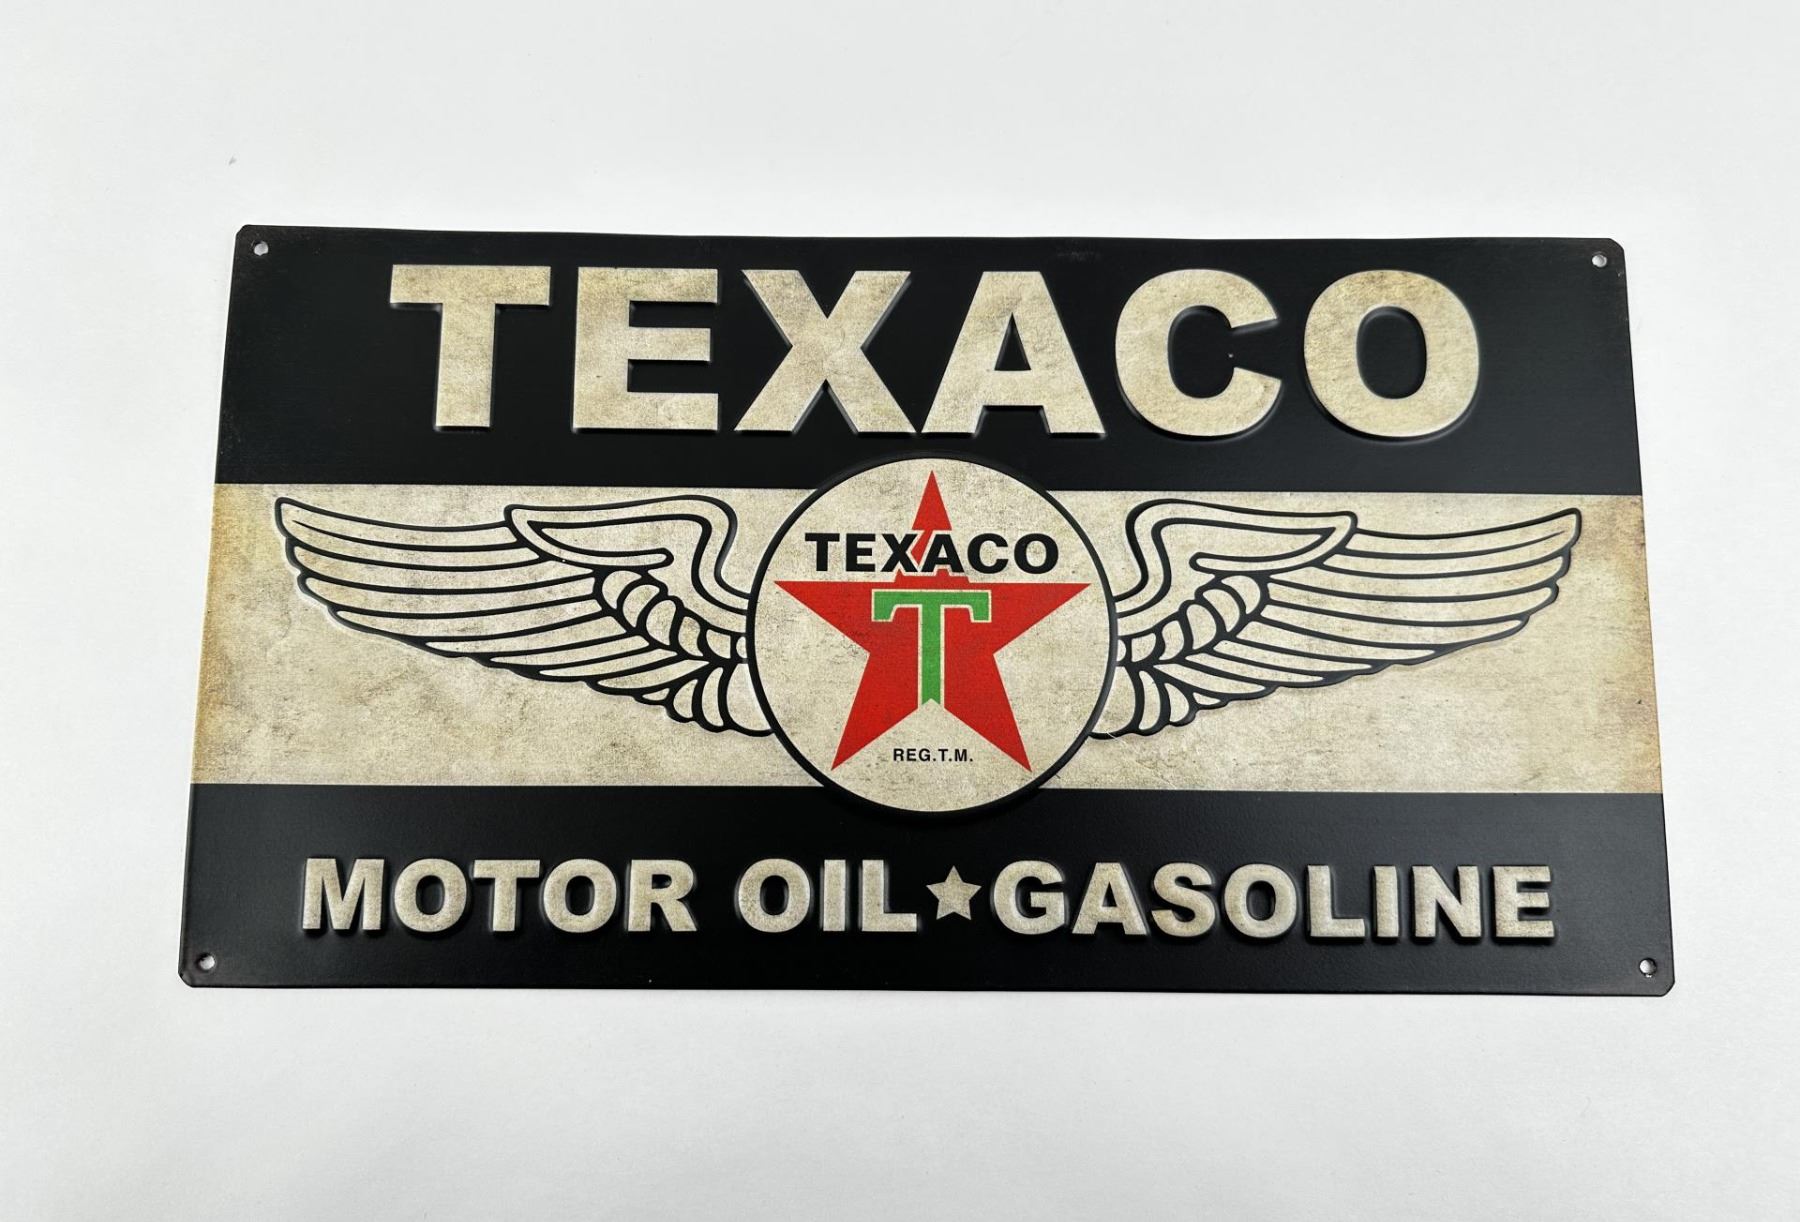 TEXACO
TEXACO
T
REG.T.M.
MOTOR OIL★GASOLINE